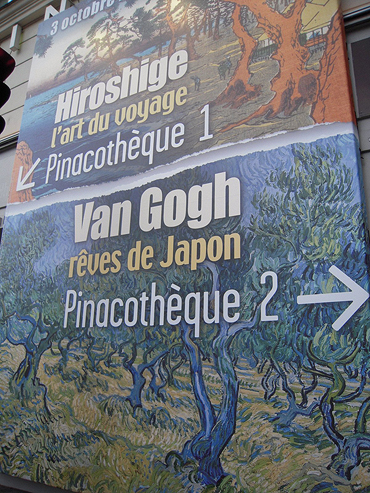 3 octobre
Hiroshige
l'art du voyage
Pinacothèque 1
Van Gogh
rêves de Japon
Pinacothèque 2